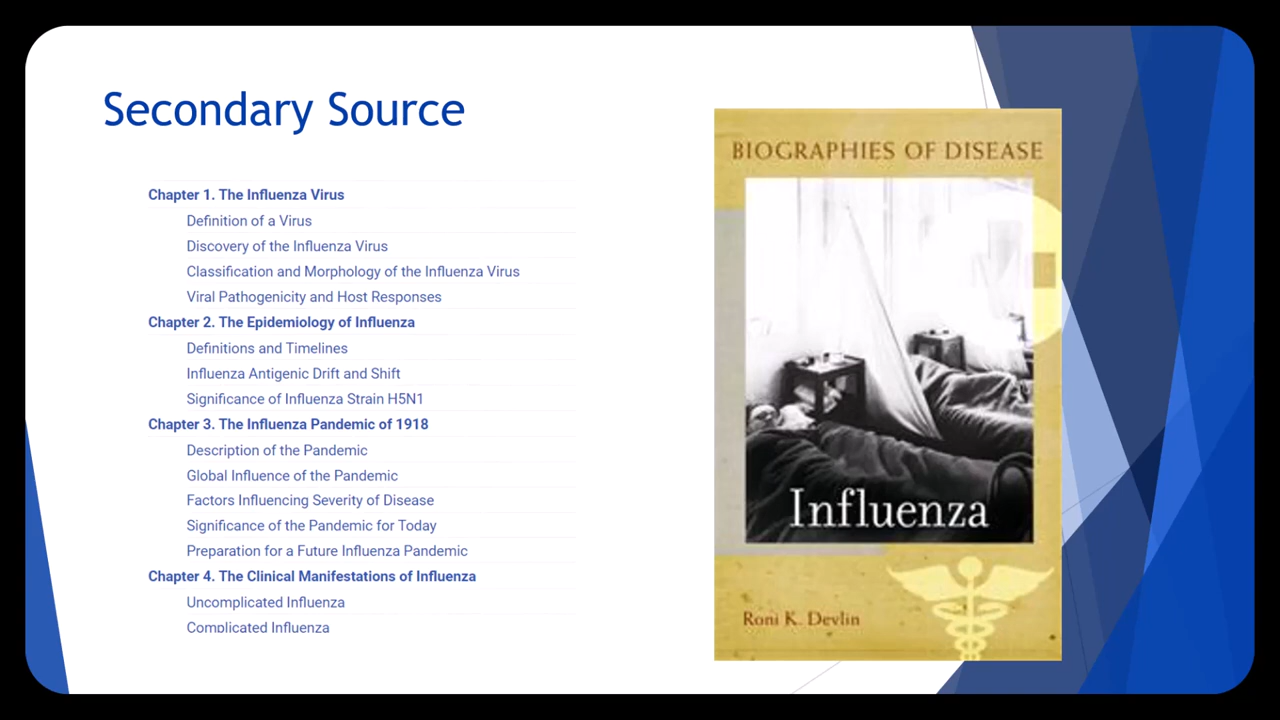 Secondary Source
Chapter 1. The Influenza Virus
Definition of a Virus
Discovery of the Influenza Virus
Classification and Morphology of the Influenza Virus
Viral Pathogenicity and Host Responses
Chapter 2. The Epidemiology of Influenza
Definitions and Timelines
Influenza Antigenic Drift and Shift
Significance of Influenza Strain H5N1
Chapter 3. The Influenza Pandemic of 1918
Description of the Pandemic
Global Influence of the Pandemic
Factors Influencing Severity of Disease
Significance of the Pandemic for Today
Preparation for a Future Influenza Pandemic
Chapter 4. The Clinical Manifestations of Influenza
Uncomplicated Influenza
Complicated Influenza
BIOGRAPHIES OF DISEASE
Influenza
Roni K. Devlin